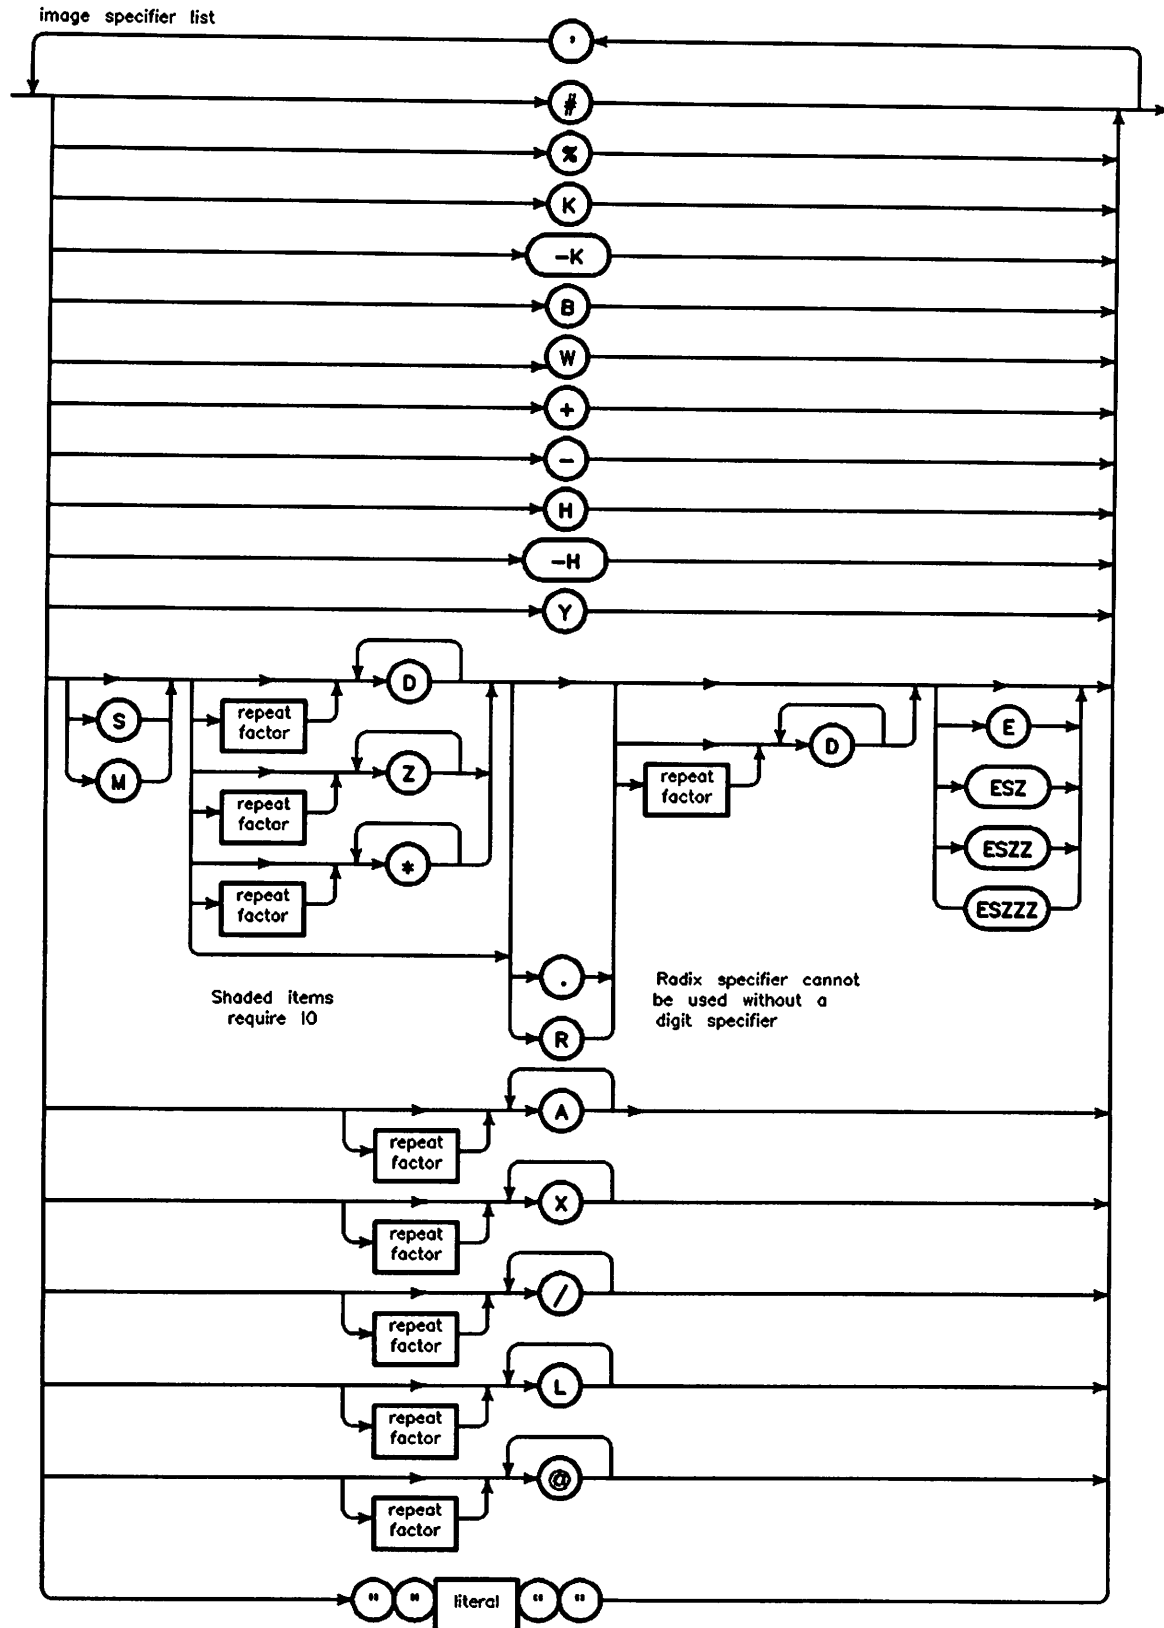 image specifier list
,
#
%
K
-K
B
W
+
-
H
-H
Y
D
repeat
factor
S
D
E
Z
repeat
factor
M
repeat
factor
ESZ
*
ESZZ
repeat
factor
ESZZZ
.
Radix specifier cannot
be used without a
digit specifier
Shaded items
require IO
R
A
repeat
factor
X
repeat
factor
/
repeat
factor
L
repeat
factor
@
repeat
factor
" " literal " "